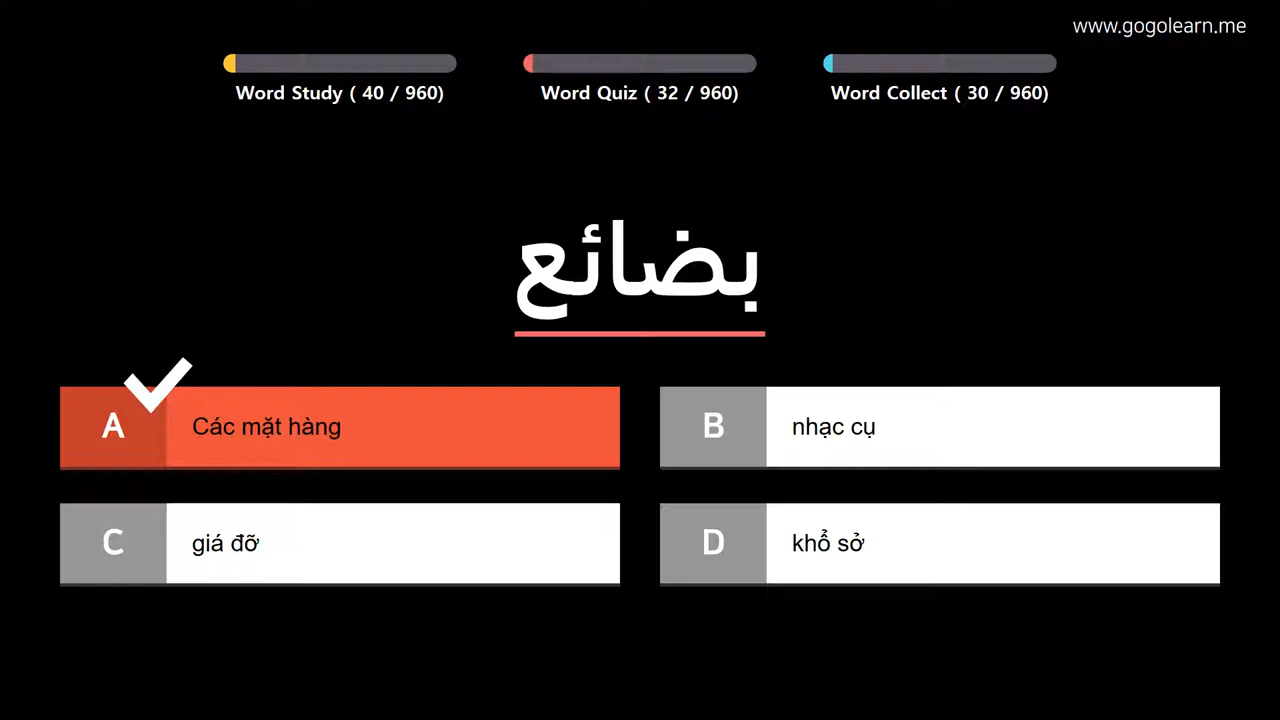 www.gogolearn.me
Word Study ( 40 / 960)
Word Quiz ( 32 / 960)
Word Collect ( 30 / 960)
بضائع
A Các mặt hàng
B nhạc cụ
C giá đỡ
D khổ sở